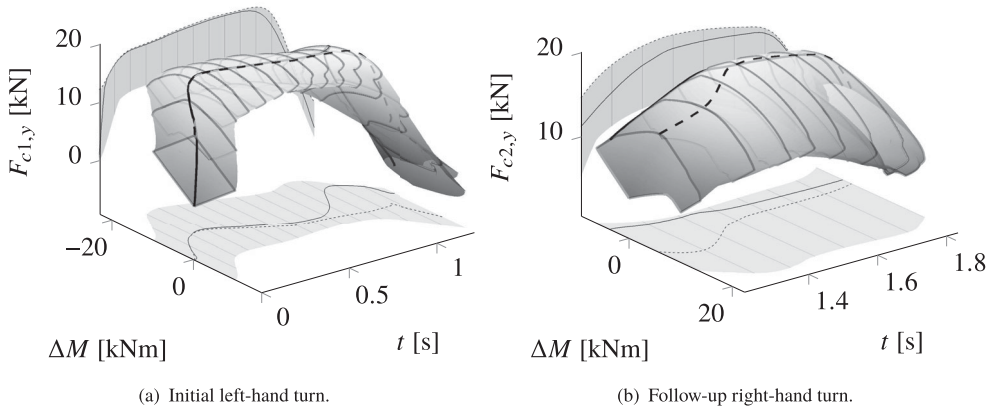 20
10
0
F_{c1,y} [kN]
−20
0
ΔM [kNm]
0
0.5
1
t [s]
(a) Initial left-hand turn.
20
10
F_{c2,y} [kN]
0
20
ΔM [kNm]
1.4
1.6
1.8
t [s]
(b) Follow-up right-hand turn.